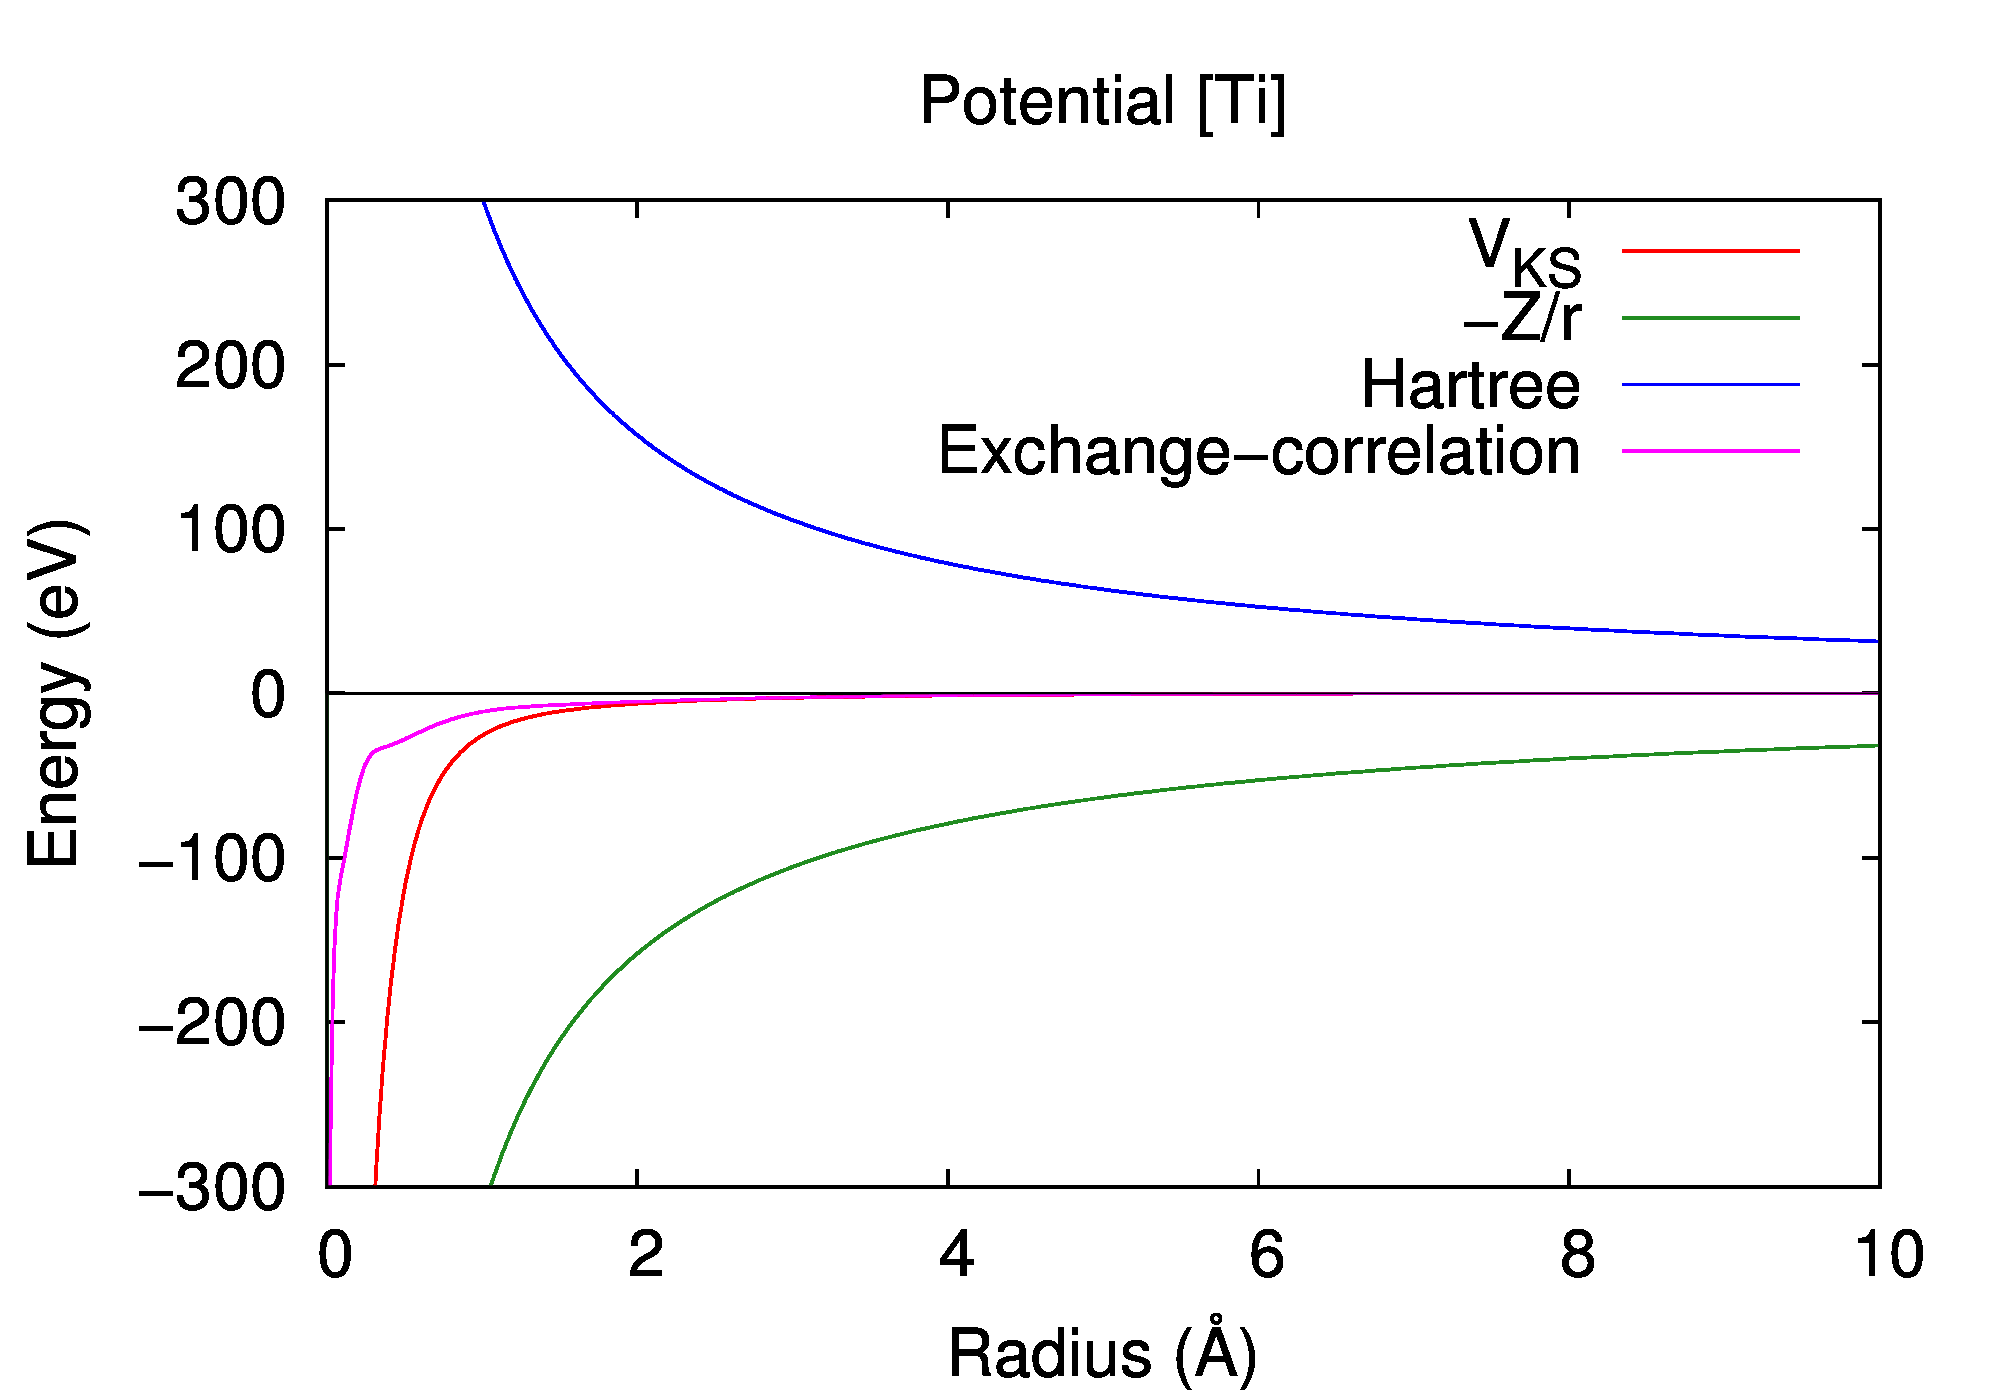 Potential [Ti]
300
200
100
0
−100
−200
−300
Energy (eV)
V_KS
−Z/r
Hartree
Exchange−correlation
0 2 4 6 8 10
Radius (Å)